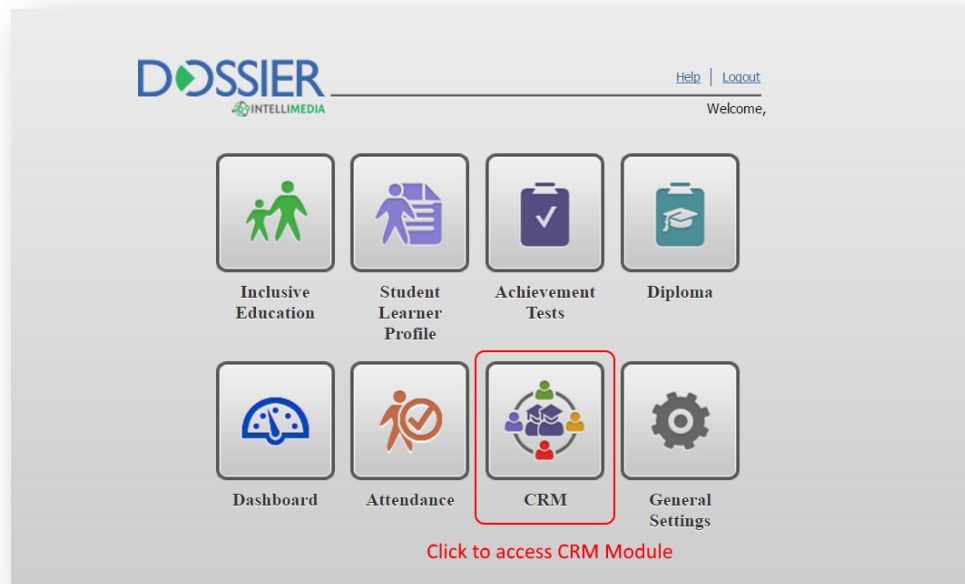 DOSSIER
INTELLIMEDIA
Help | Logout
Welcome,
Inclusive
Education
Student
Learner
Profile
Achievement
Tests
Diploma
Dashboard
Attendance
CRM
General
Settings
Click to access CRM Module